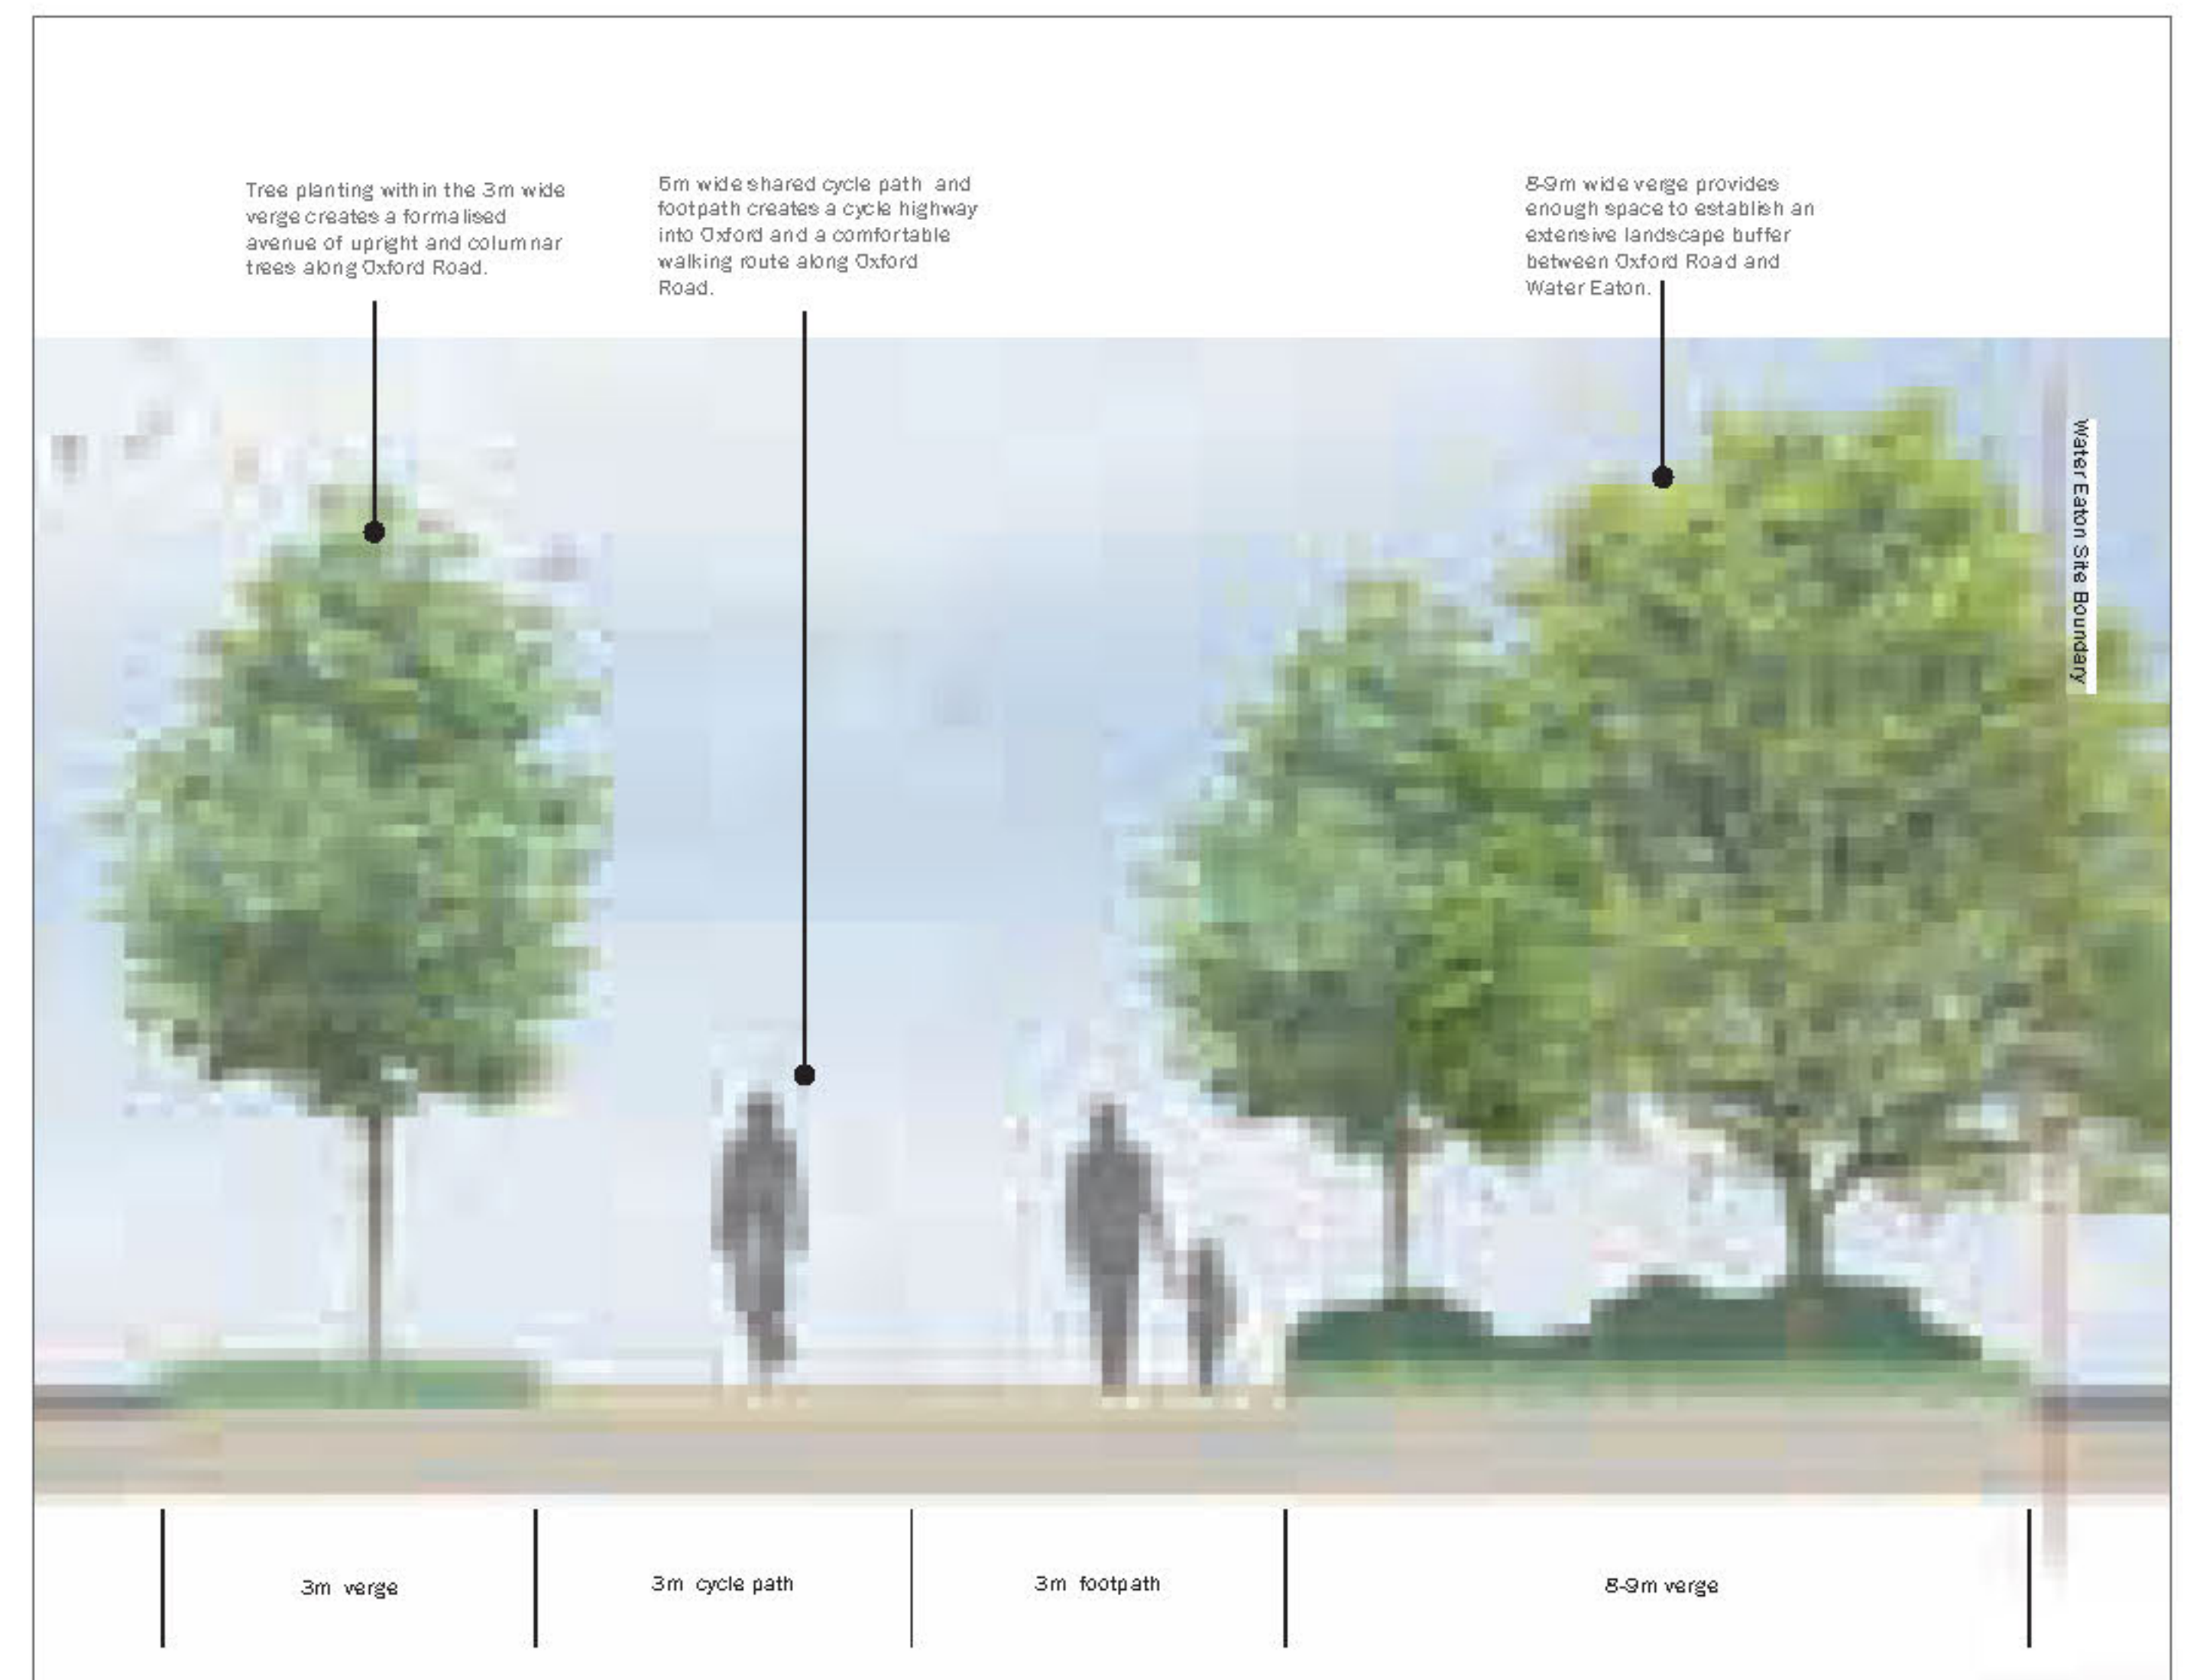 Tree planting within the 3m wide
verge creates a formalised
avenue of upright and columnar
trees along Oxford Road.
6m wide shared cycle path and
footpath creates a cycle highway
into Oxford and a comfortable
walking route along Oxford
Road.
8-9m wide verge provides
enough space to establish an
extensive landscape buffer
between Oxford Road and
Water Eaton.
Water Eaton Site Boundary
3m verge
3m cycle path
3m footpath
8-9m verge